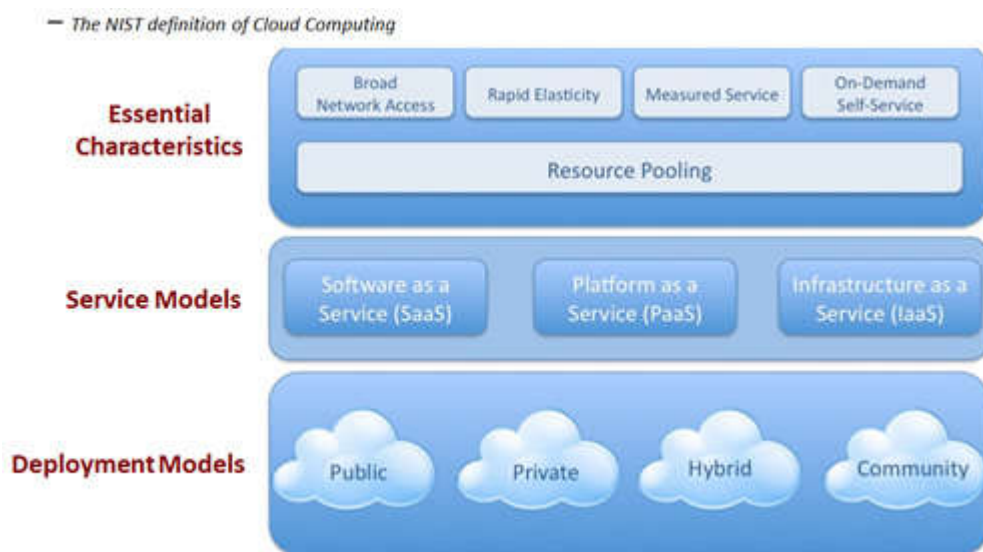 – The NIST definition of Cloud Computing
Essential
Characteristics
Broad
Network Access
Rapid Elasticity
Measured Service
On-Demand
Self-Service
Resource Pooling
Service Models
Software as a
Service (SaaS)
Platform as a
Service (PaaS)
Infrastructure as a
Service (IaaS)
Deployment Models
Public
Private
Hybrid
Community